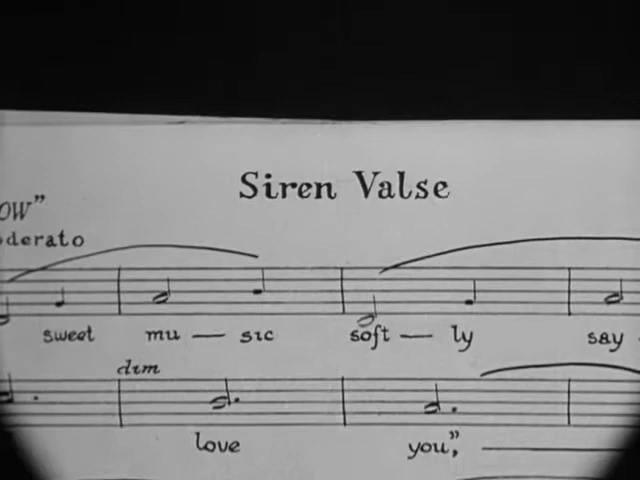 Siren Valse
OW"
derato
sweet mu — sic soft — ly say
dim
love you",